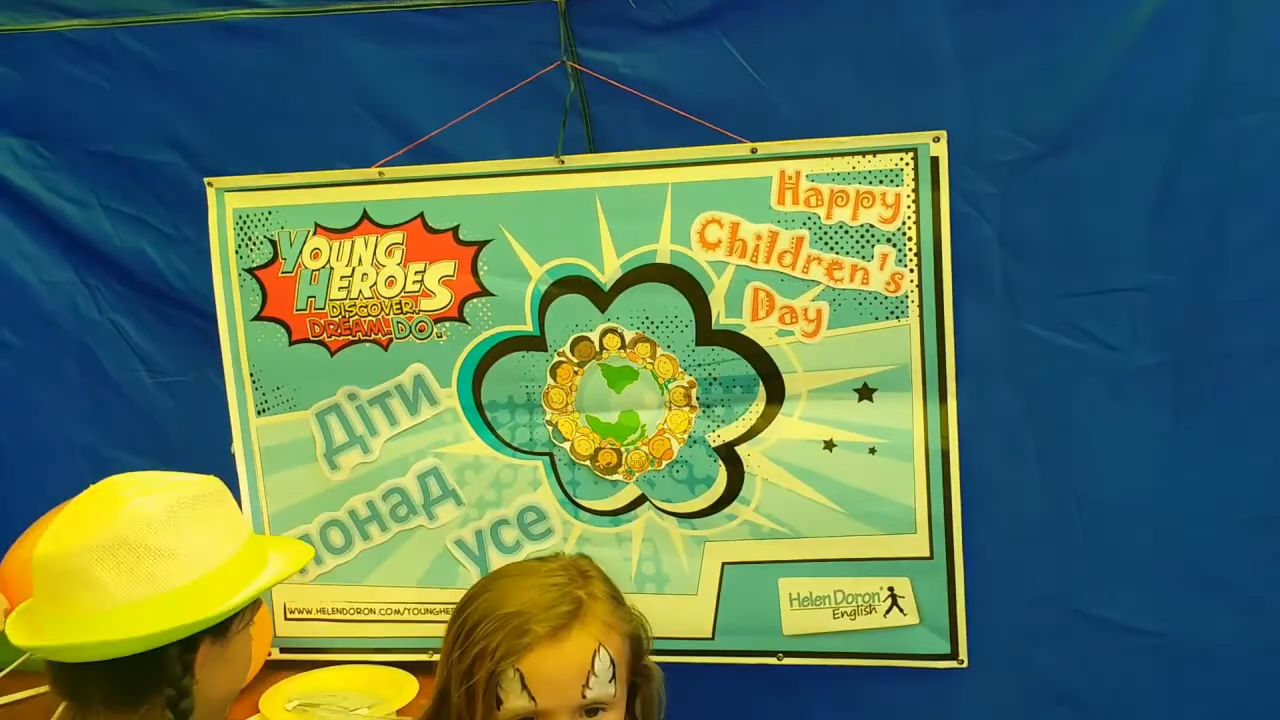 Happy
Children's
Day
YOUNG
HEROES
DISCOVER.
DREAM. DO.
Діти
понад
усе
WWW.HELENDORON.COM/YOUNGHE
Helen Doron®
English